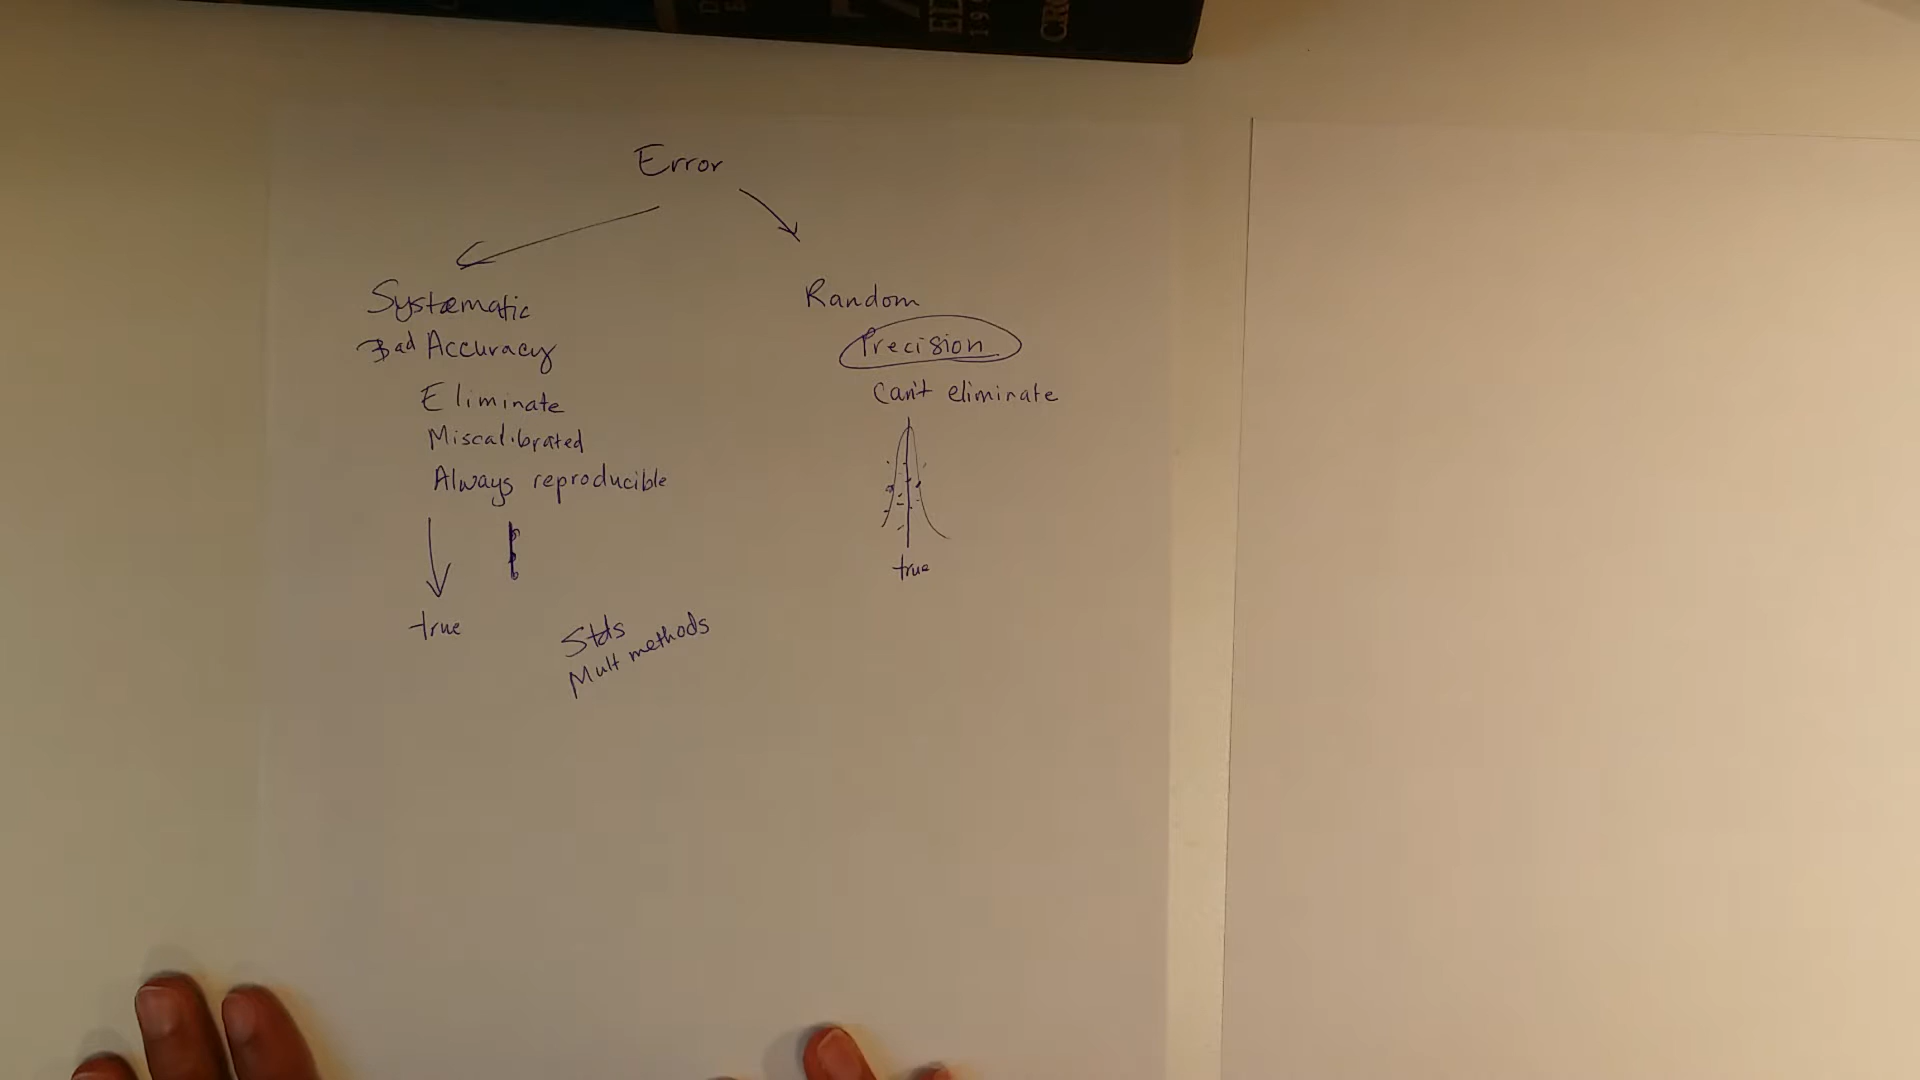 Error
Systematic
Bad Accuracy
Eliminate
Miscalibrated
Always reproducible
true
Stds
Mult methods
Random
Precision
Can't eliminate
true